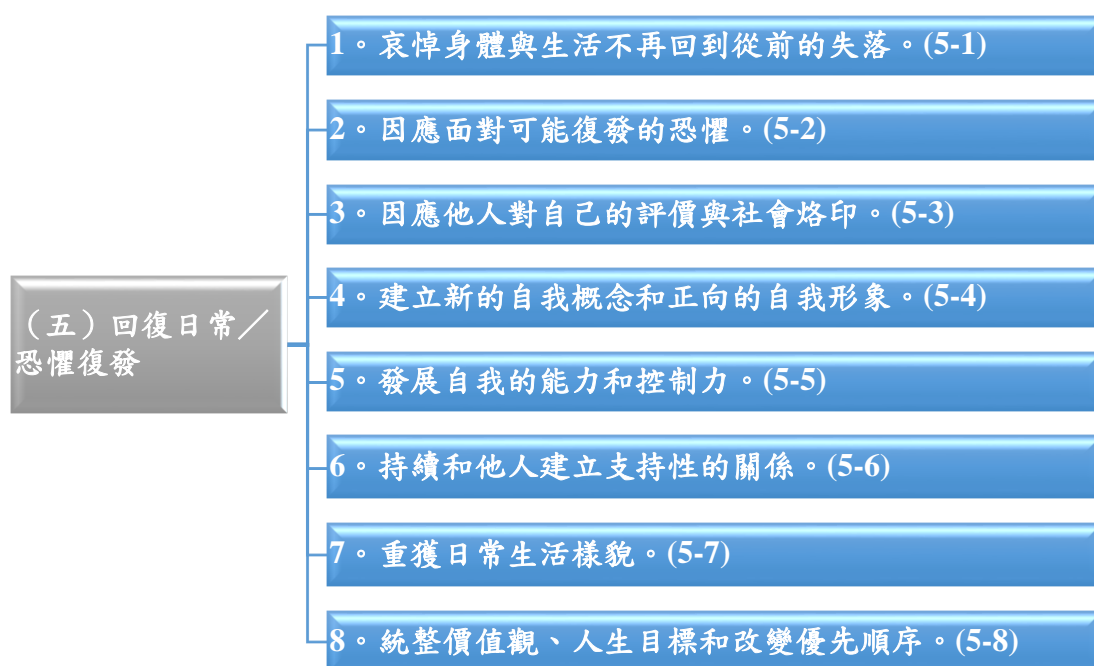 1。哀悼身體與生活不再回到從前的失落。(5-1)
2。因應面對可能復發的恐懼。(5-2)
3。因應他人對自己的評價與社會烙印。(5-3)
4。建立新的自我概念和正向的自我形象。(5-4)
（五）回復日常／
恐懼復發
5。發展自我的能力和控制力。(5-5)
6。持續和他人建立支持性的關係。(5-6)
7。重獲日常生活樣貌。(5-7)
8。統整價值觀、人生目標和改變優先順序。(5-8)